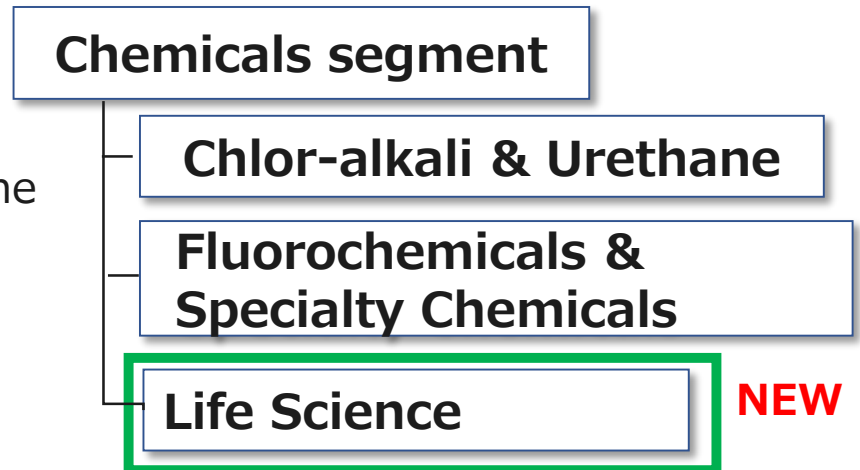 Chemicals segment
Chlor-alkali & Urethane
Fluorochemicals &
Specialty Chemicals
Life Science
NEW